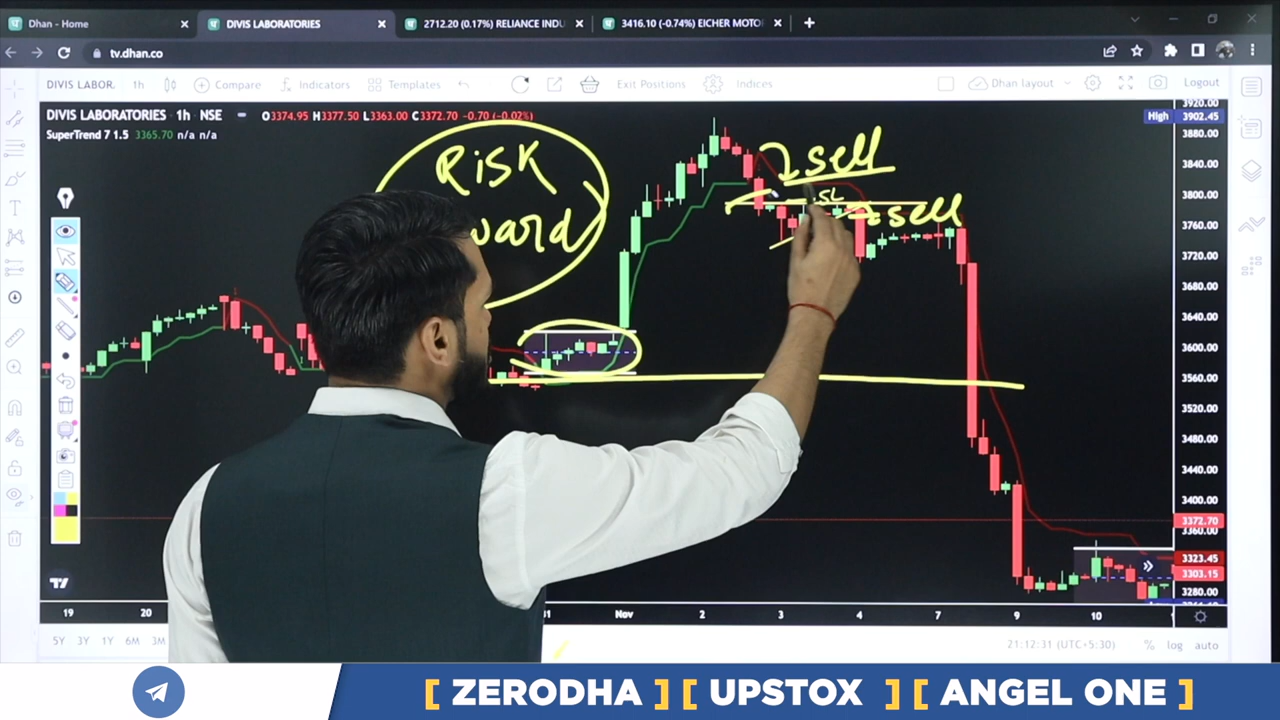 Dhan - Home
DIVIS LABORATORIES
2712.20 (0.17%) RELIANCE INDU
3416.10 (-0.74%) EICHER MOTO
tv.dhan.co
DIVIS LABOR. 1h Compare Indicators Templates Exit Positions Indices Dhan layout Logout
DIVIS LABORATORIES · 1h · NSE O3374.95 H3377.50 L3363.00 C3372.70 -0.70 (-0.02%)
SuperTrend 7 1.5 3365.70 n/a n/a
Risk
ward
sell
SL
sell
3920.00
High 3902.45
3880.00
3840.00
3800.00
3760.00
3720.00
3680.00
3640.00
3600.00
3560.00
3520.00
3480.00
3440.00
3400.00
3372.70
3360.00
3323.45
3303.15
3280.00
19 20 31 Nov 2 3 4 7 9 10
5Y 3Y 1Y 6M 3M 21:12:31 (UTC+5:30) % log auto
[ ZERODHA ] [ UPSTOX ] [ ANGEL ONE ]